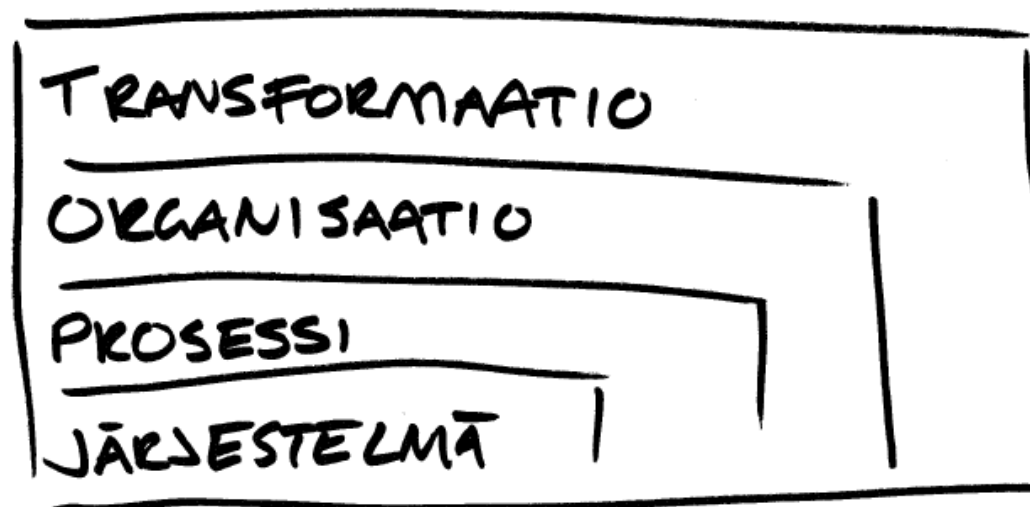 TRANSFORMAATIO
ORGANISAATIO
PROSESSI
JÄRJESTELMÄ